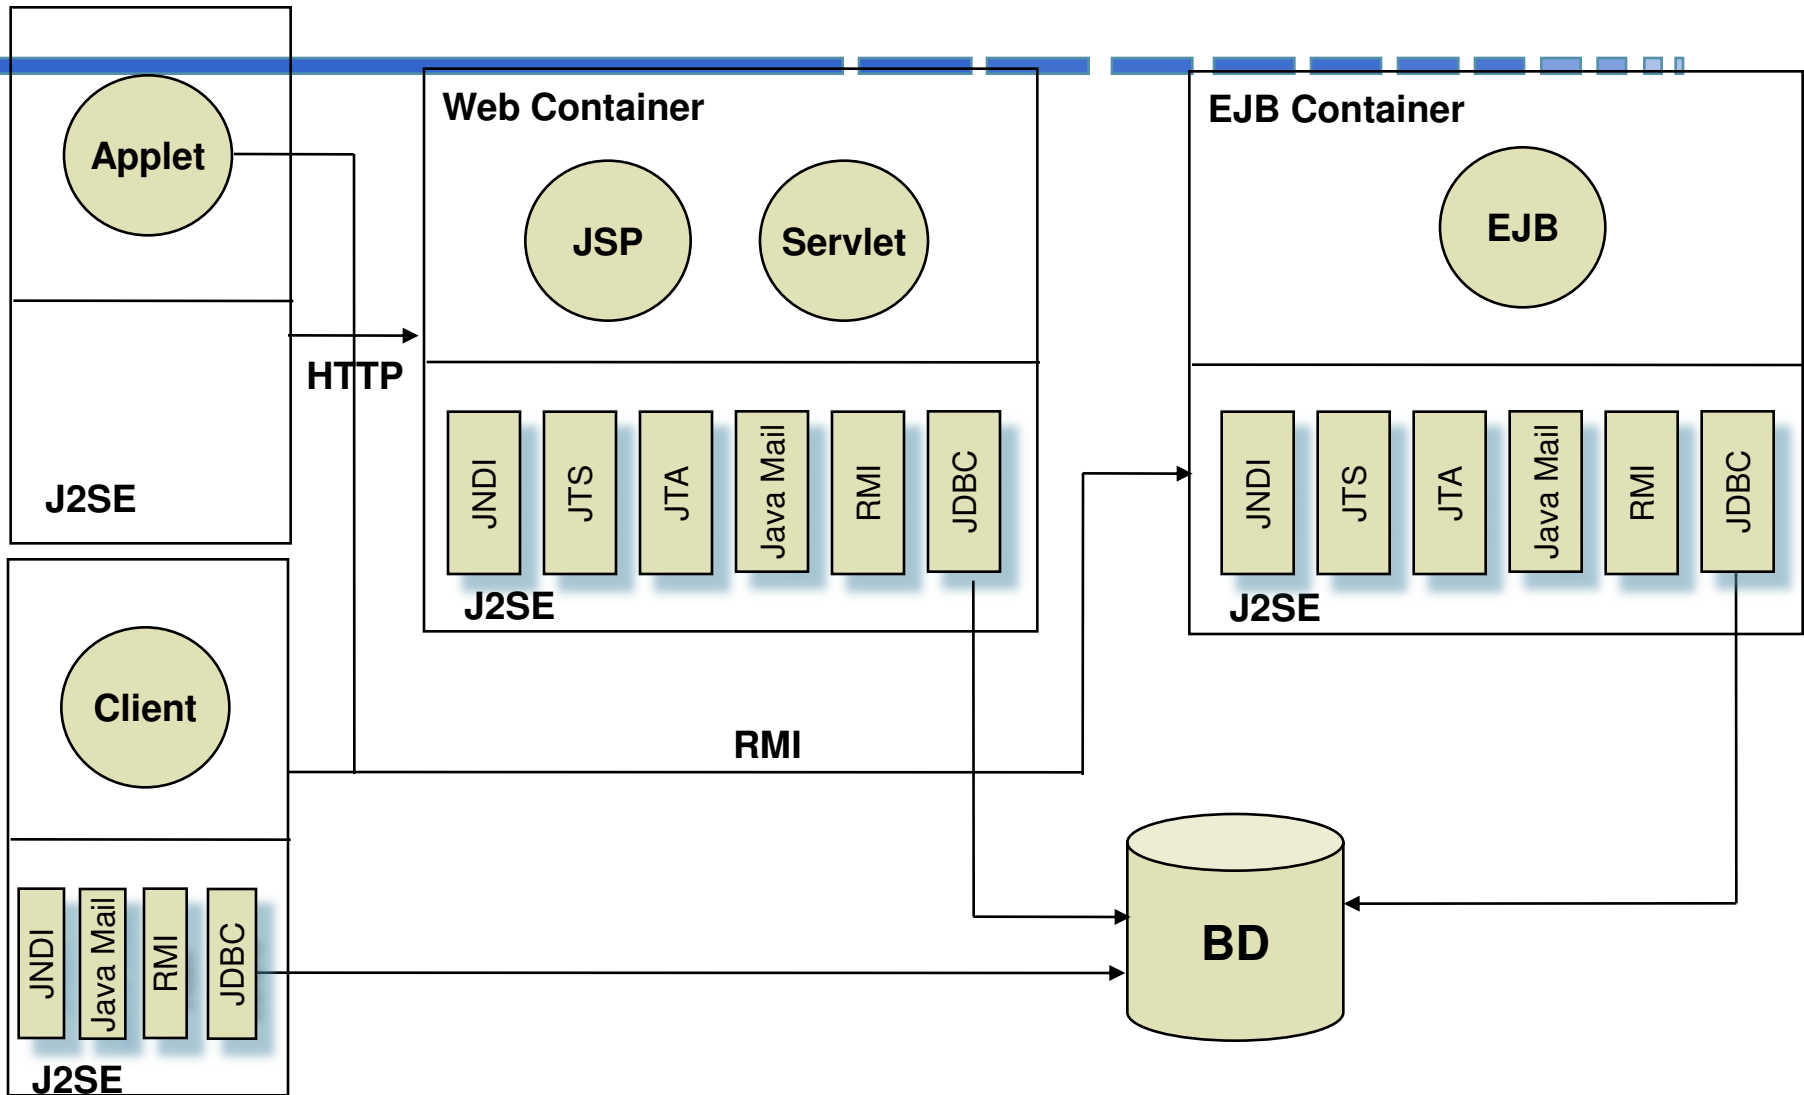 Applet
J2SE
HTTP
Web Container
JSP
Servlet
JNDI
JTS
JTA
Java Mail
RMI
JDBC
J2SE
EJB Container
EJB
JNDI
JTS
JTA
Java Mail
RMI
JDBC
J2SE
Client
RMI
JNDI
Java Mail
RMI
JDBC
J2SE
BD